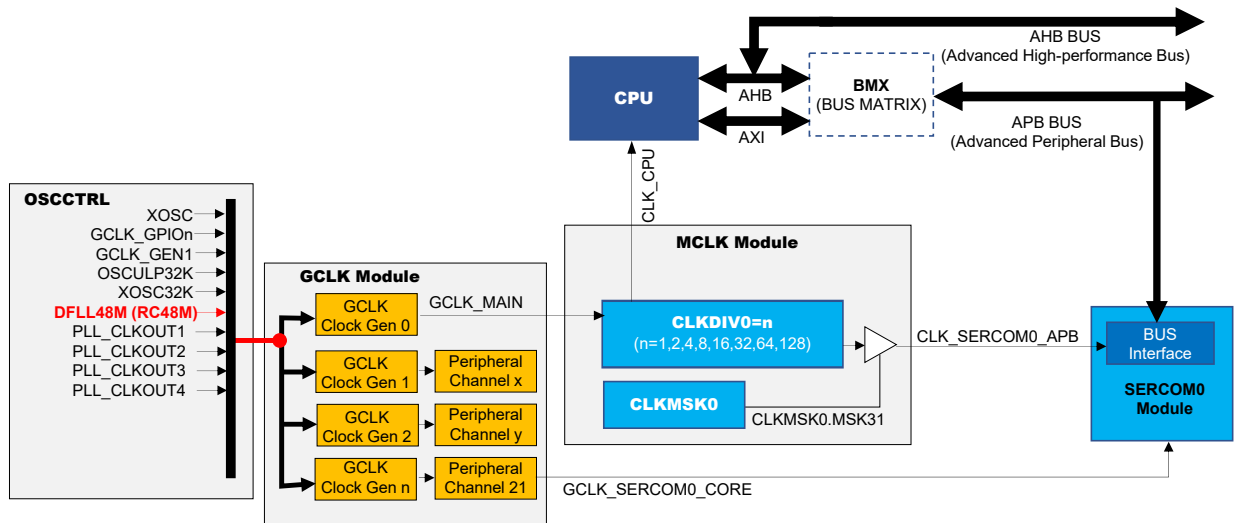 AHB BUS
(Advanced High-performance Bus)
CPU
AHB
AXI
BMX
(BUS MATRIX)
APB BUS
(Advanced Peripheral Bus)
CLK_CPU
OSCCTRL
XOSC
GCLK_GPIOn
GCLK_GEN1
OSCULP32K
XOSC32K
DFLL48M (RC48M)
PLL_CLKOUT1
PLL_CLKOUT2
PLL_CLKOUT3
PLL_CLKOUT4
GCLK Module
GCLK
Clock Gen 0
GCLK
Clock Gen 1
Peripheral
Channel x
GCLK
Clock Gen 2
Peripheral
Channel y
GCLK
Clock Gen n
Peripheral
Channel 21
GCLK_MAIN
MCLK Module
CLKDIV0=n
(n=1,2,4,8,16,32,64,128)
CLKMSK0
CLKMSK0.MSK31
CLK_SERCOM0_APB
GCLK_SERCOM0_CORE
BUS
Interface
SERCOM0
Module